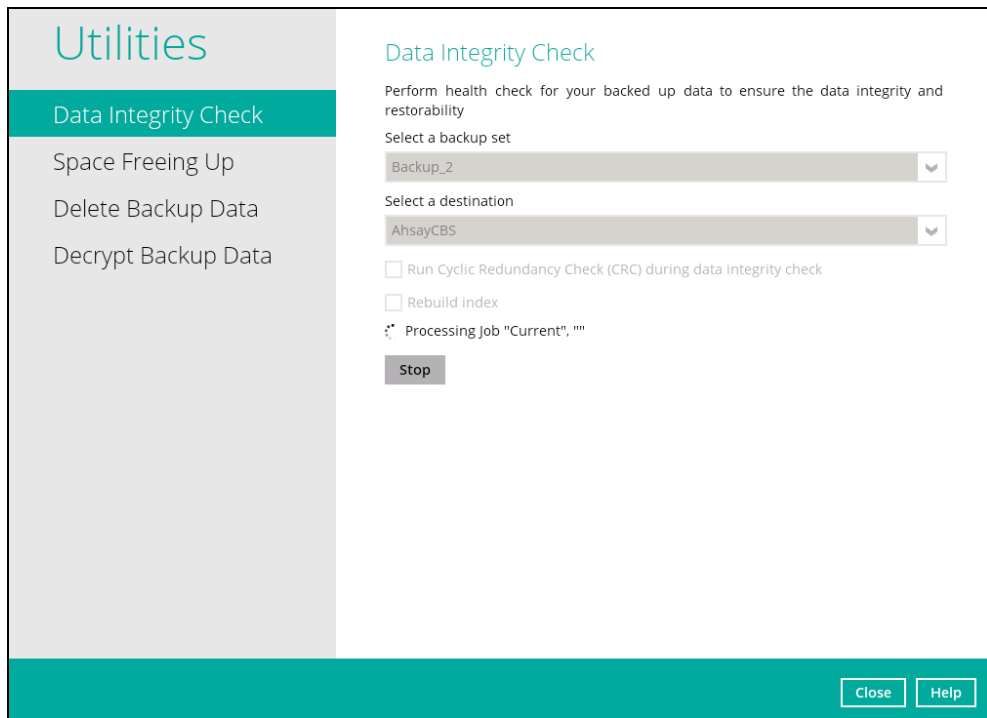 Utilities
Data Integrity Check
Space Freeing Up
Delete Backup Data
Decrypt Backup Data
Data Integrity Check
Perform health check for your backed up data to ensure the data integrity and
restorability
Select a backup set
Backup_2
Select a destination
AhsayCBS
Run Cyclic Redundancy Check (CRC) during data integrity check
Rebuild index
Processing Job "Current", ""
Stop
Close Help